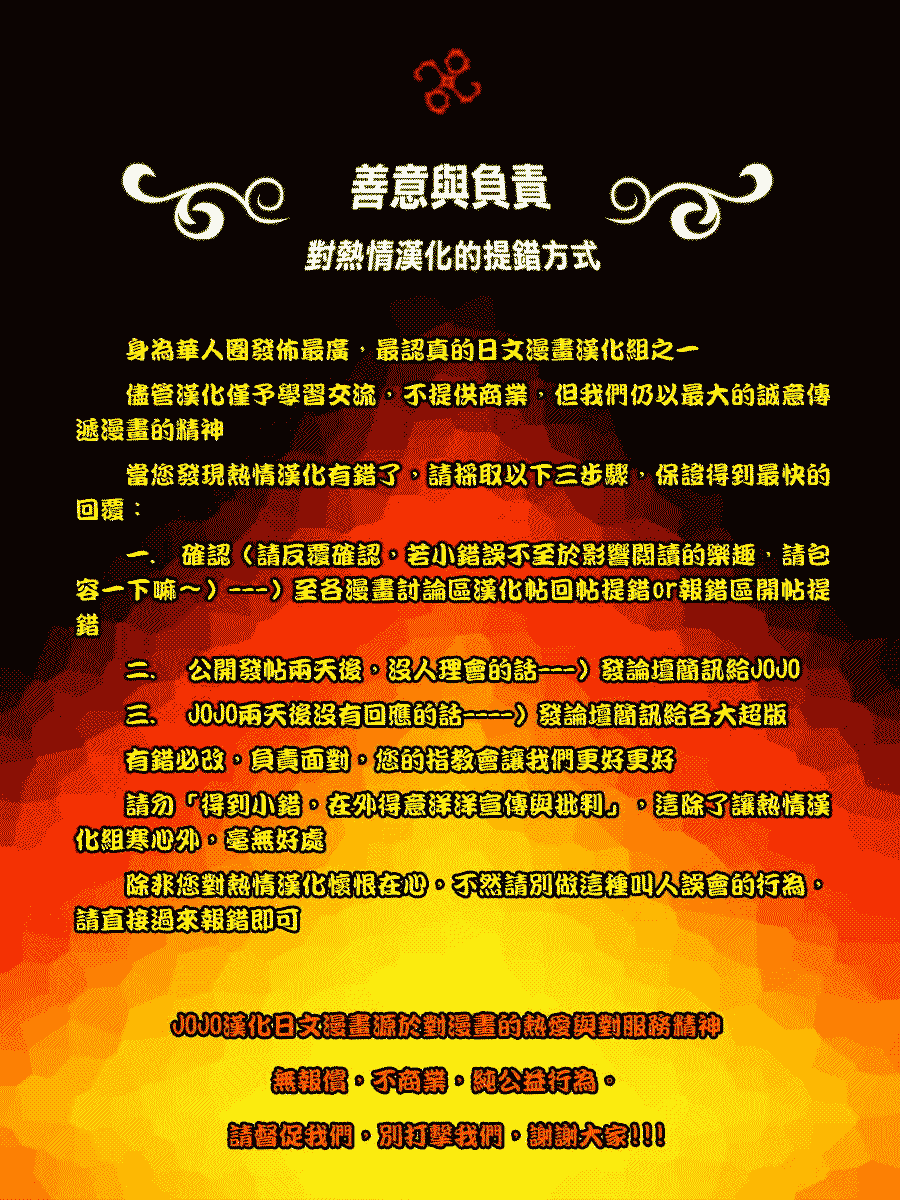 善意與負責
對熱情漢化的提錯方式
身為華人圈發佈最廣，最認真的日文漫畫漢化組之一
儘管漢化僅予學習交流，不提供商業，但我們仍以最大的誠意傳
遞漫畫的精神
當您發現熱情漢化有錯了，請採取以下三步驟，保證得到最快的
回覆：
一. 確認（請反覆確認，若小錯誤不至於影響閱讀的樂趣，請包
容一下嘛～）---）至各漫畫討論區漢化帖回帖提錯or報錯區開帖提
錯
二. 公開發帖兩天後，沒人理會的話---）發論壇簡訊給JOJO
三. JOJO兩天後沒有回應的話----）發論壇簡訊給各大超版
有錯必改，負責面對，您的指教會讓我們更好更好
請勿「得到小錯，在外得意洋洋宣傳與批判」，這除了讓熱情漢
化組寒心外，毫無好處
除非您對熱情漢化懷恨在心，不然請別做這種叫人誤會的行為，
請直接過來報錯即可
JOJO漢化日文漫畫源於對漫畫的熱愛與對服務精神
無報償，不商業，純公益行為。
請督促我們，別打擊我們，謝謝大家!!!